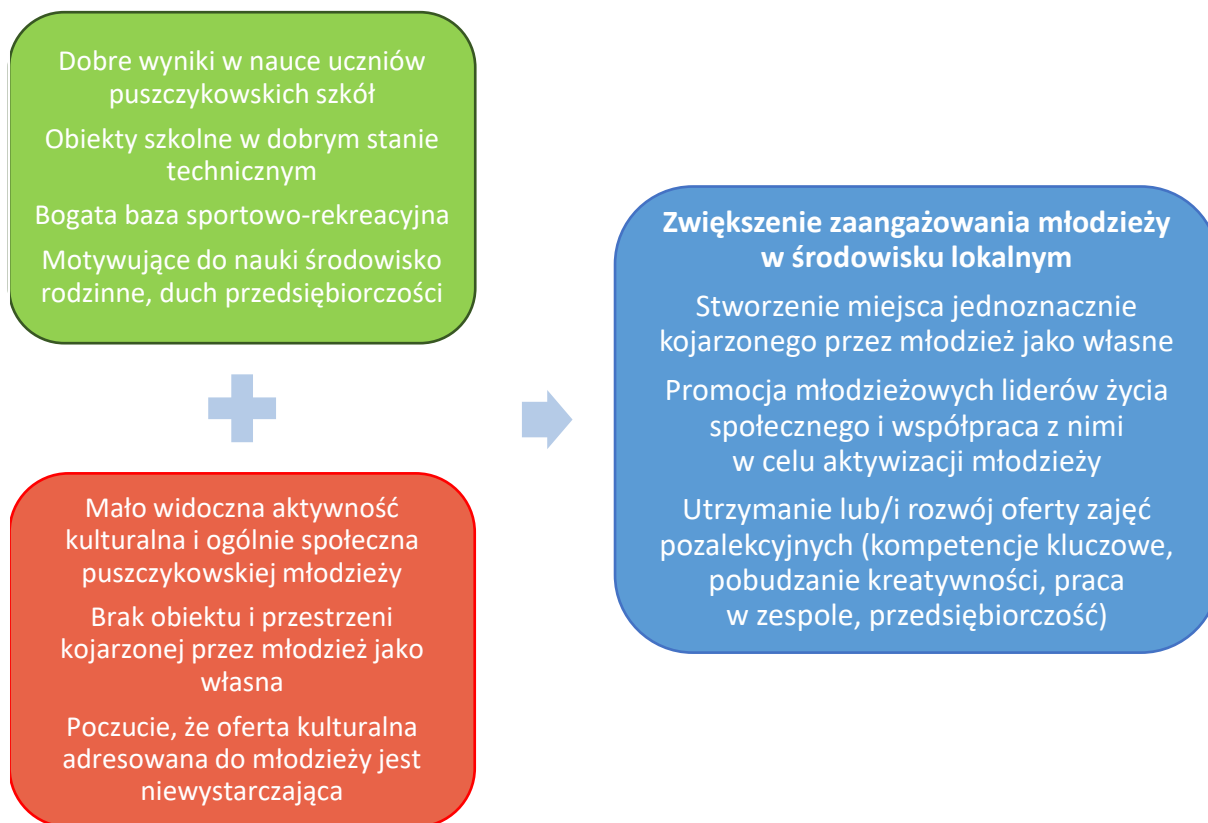 Dobre wyniki w nauce uczniów
puszczykowskich szkół
Obiekty szkolne w dobrym stanie
technicznym
Bogata baza sportowo-rekreacyjna
Motywujące do nauki środowisko
rodzinne, duch przedsiębiorczości
Mało widoczna aktywność
kulturalna i ogólnie społeczna
puszczykowskiej młodzieży
Brak obiektu i przestrzeni
kojarzonej przez młodzież jako
własna
Poczucie, że oferta kulturalna
adresowana do młodzieży jest
niewystarczająca
Zwiększenie zaangażowania młodzieży
w środowisku lokalnym
Stworzenie miejsca jednoznacznie
kojarzonego przez młodzież jako własne
Promocja młodzieżowych liderów życia
społecznego i współpraca z nimi
w celu aktywizacji młodzieży
Utrzymanie lub/i rozwój oferty zajęć
pozalekcyjnych (kompetencje kluczowe,
pobudzanie kreatywności, praca
w zespole, przedsiębiorczość)